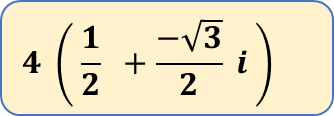 4 ( 1/2 + -√3/2 i )